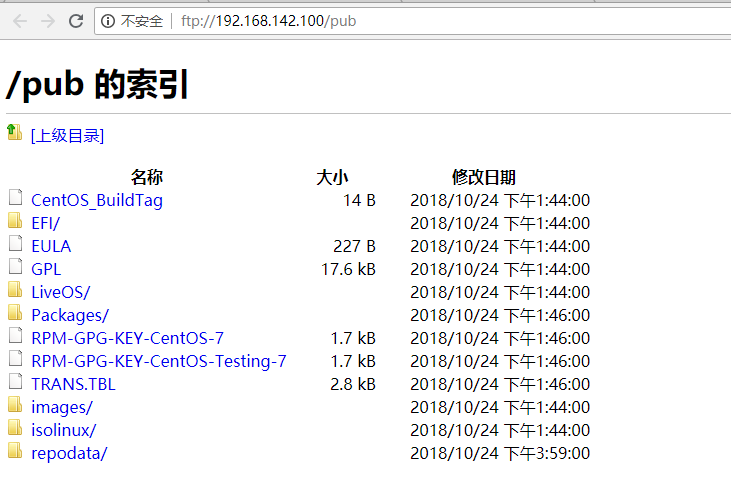 不安全 ftp://192.168.142.100/pub
/pub 的索引
[上级目录]
名称 大小 修改日期
CentOS_BuildTag 14 B 2018/10/24 下午1:44:00
EFI/ 2018/10/24 下午1:44:00
EULA 227 B 2018/10/24 下午1:44:00
GPL 17.6 kB 2018/10/24 下午1:44:00
LiveOS/ 2018/10/24 下午1:44:00
Packages/ 2018/10/24 下午1:46:00
RPM-GPG-KEY-CentOS-7 1.7 kB 2018/10/24 下午1:46:00
RPM-GPG-KEY-CentOS-Testing-7 1.7 kB 2018/10/24 下午1:46:00
TRANS.TBL 2.8 kB 2018/10/24 下午1:46:00
images/ 2018/10/24 下午1:44:00
isolinux/ 2018/10/24 下午1:44:00
repodata/ 2018/10/24 下午3:59:00